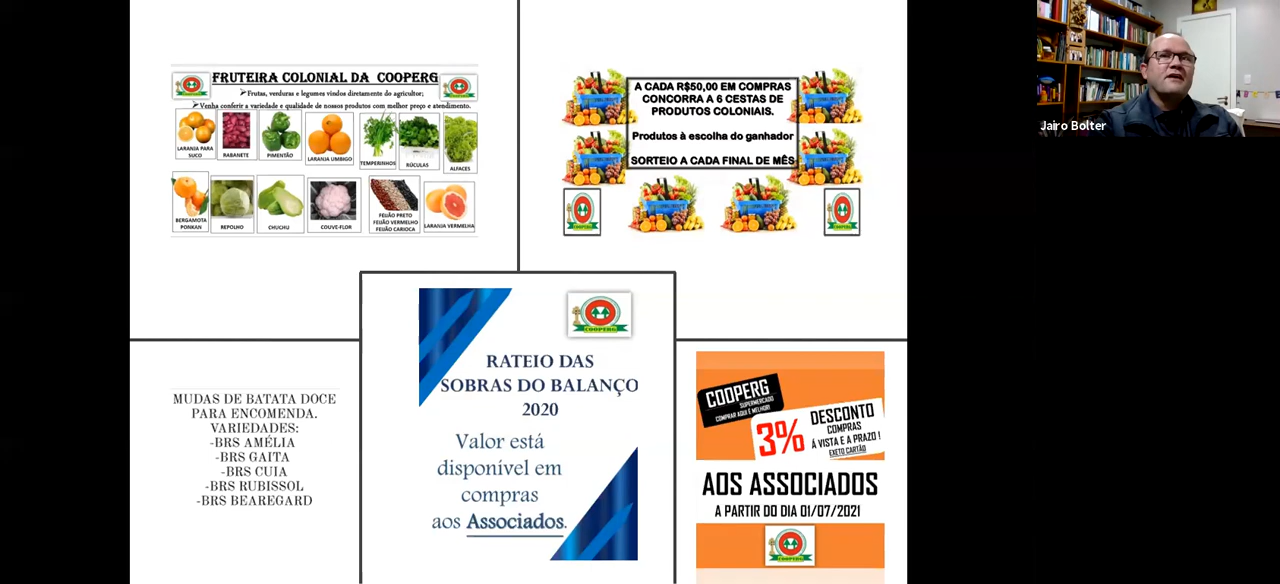 FRUTEIRA COLONIAL DA COOPERG
➢Frutas, verduras e legumes vindos diretamente do agricultor;
➢Venha conferir a variedade e qualidade de nossos produtos com melhor preço e atendimento.
LARANJA PARA
SUCO
RABANETE
PIMENTÃO
LARANJA UMBIGO
TEMPERINHOS
RÚCULAS
ALFACES
BERGAMOTA
PONKAN
REPOLHO
CHUCHU
COUVE-FLOR
FEIJÃO PRETO
FEIJÃO VERMELHO
FEIJÃO CARIOCA
LARANJA VERMELHA
A CADA R$50,00 EM COMPRAS
CONCORRA A 6 CESTAS DE
PRODUTOS COLONIAIS.
Produtos à escolha do ganhador
SORTEIO A CADA FINAL DE MÊS
Jairo Bolter
MUDAS DE BATATA DOCE
PARA ENCOMENDA.
VARIEDADES:
-BRS AMÉLIA
-BRS GAITA
-BRS CUIA
-BRS RUBISSOL
-BRS BEAREGARD
COOPERG
RATEIO DAS
SOBRAS DO BALANÇO
2020
Valor está
disponível em
compras
aos Associados.
COOPERG
SUPERMERCADO
COMPRAR AQUI É MELHOR!
3% DESCONTO
COMPRAS
Á VISTA E A PRAZO !
EXETO CARTÃO
AOS ASSOCIADOS
A PARTIR DO DIA 01/07/2021
COOPERG